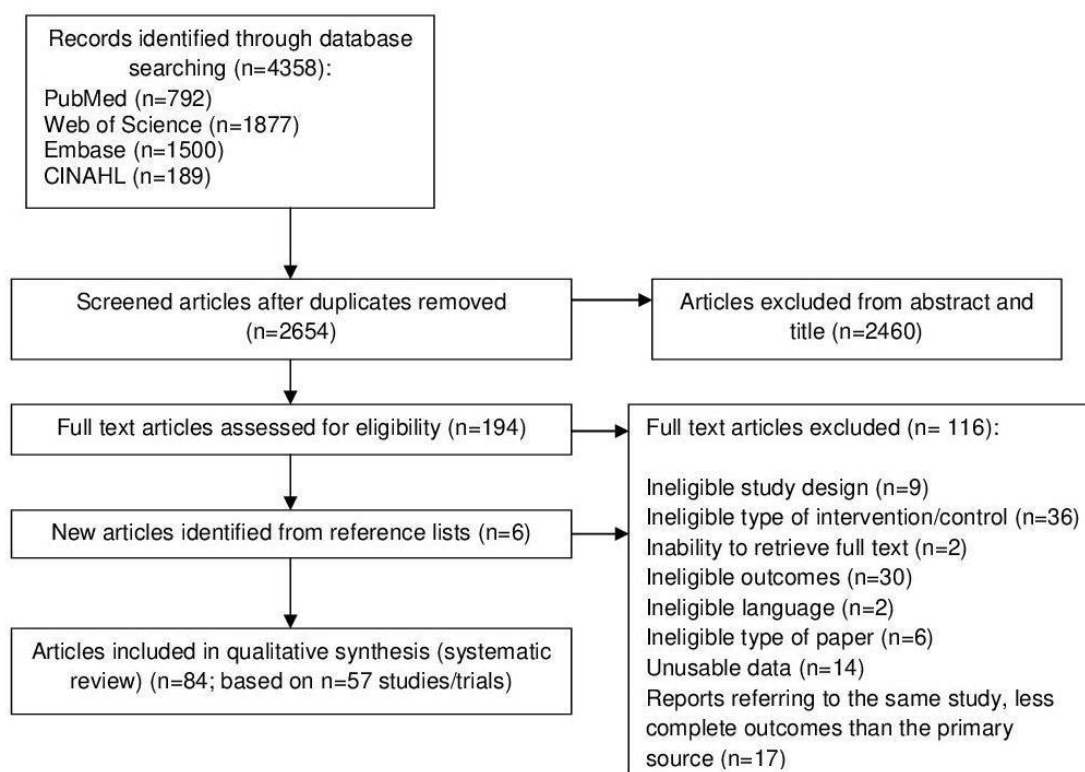 Records identified through database
searching (n=4358):
PubMed (n=792)
Web of Science (n=1877)
Embase (n=1500)
CINAHL (n=189)
Screened articles after duplicates removed
(n=2654)
Articles excluded from abstract and
title (n=2460)
Full text articles assessed for eligibility (n=194)
New articles identified from reference lists (n=6)
Full text articles excluded (n= 116):
Ineligible study design (n=9)
Ineligible type of intervention/control (n=36)
Inability to retrieve full text (n=2)
Ineligible outcomes (n=30)
Ineligible language (n=2)
Ineligible type of paper (n=6)
Unusable data (n=14)
Reports referring to the same study, less
complete outcomes than the primary
source (n=17)
Articles included in qualitative synthesis (systematic
review) (n=84; based on n=57 studies/trials)